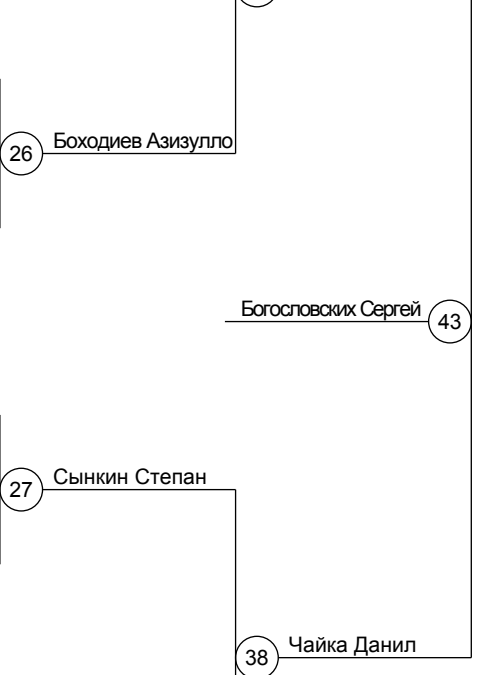 26 Боходиев Азизулло
Богословских Сергей 43
27 Сынкин Степан
38 Чайка Данил